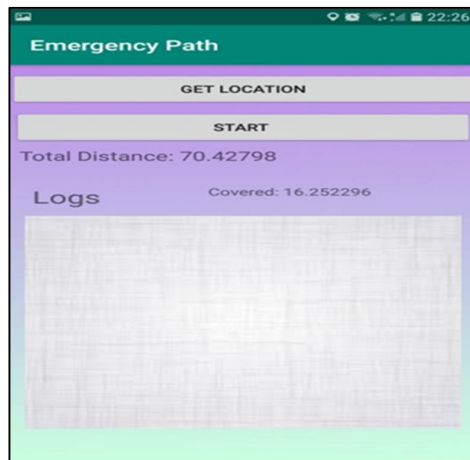 22:26
Emergency Path
GET LOCATION
START
Total Distance: 70.42798
Logs
Covered: 16.252296